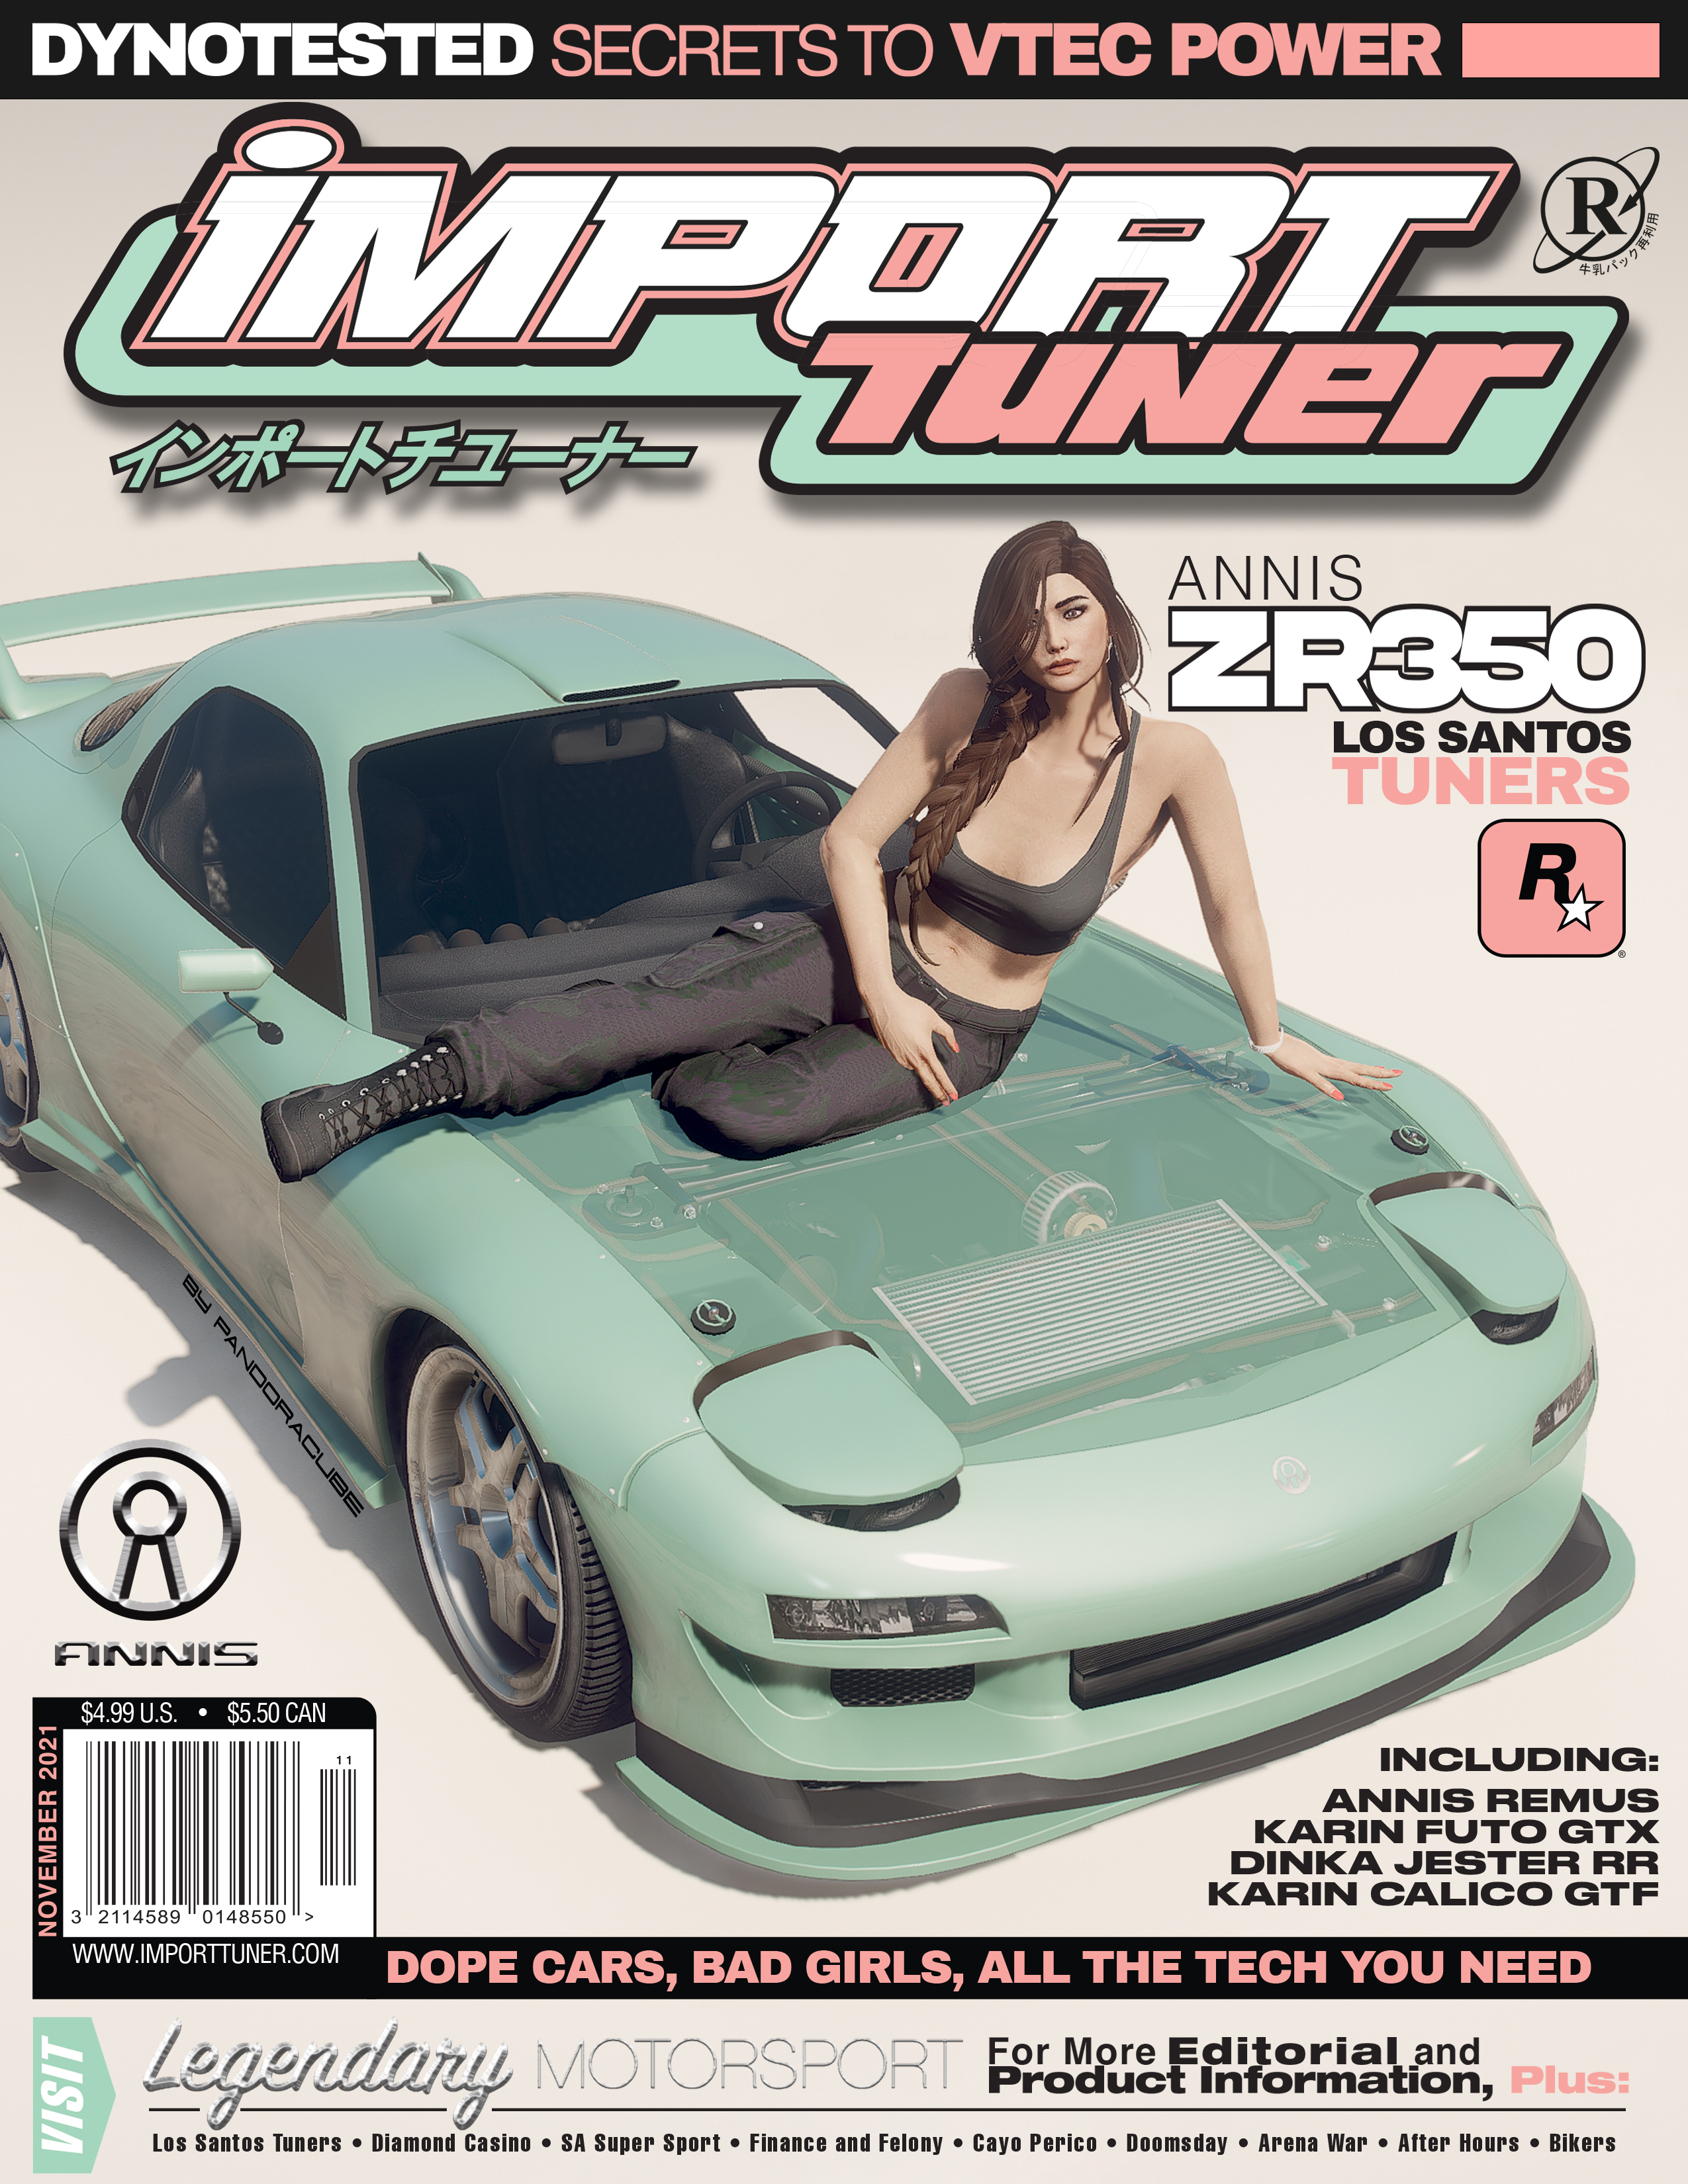 DYNOTESTED SECRETS TO VTEC POWER
iMPORT
TUNer
インポートチューナー
R
牛乳パック再利用
ANNIS
ZR350
LOS SANTOS
TUNERS
R
®
BY PANDORACUBE
ANNIS
$4.99 U.S. • $5.50 CAN
NOVEMBER 2021
11
3 2114589 0148550 >
WWW.IMPORTTUNER.COM
INCLUDING:
ANNIS REMUS
KARIN FUTO GTX
DINKA JESTER RR
KARIN CALICO GTF
DOPE CARS, BAD GIRLS, ALL THE TECH YOU NEED
VISIT
Legendary MOTORSPORT
For More Editorial and
Product Information, Plus:
Los Santos Tuners • Diamond Casino • SA Super Sport • Finance and Felony • Cayo Perico • Doomsday • Arena War • After Hours • Bikers